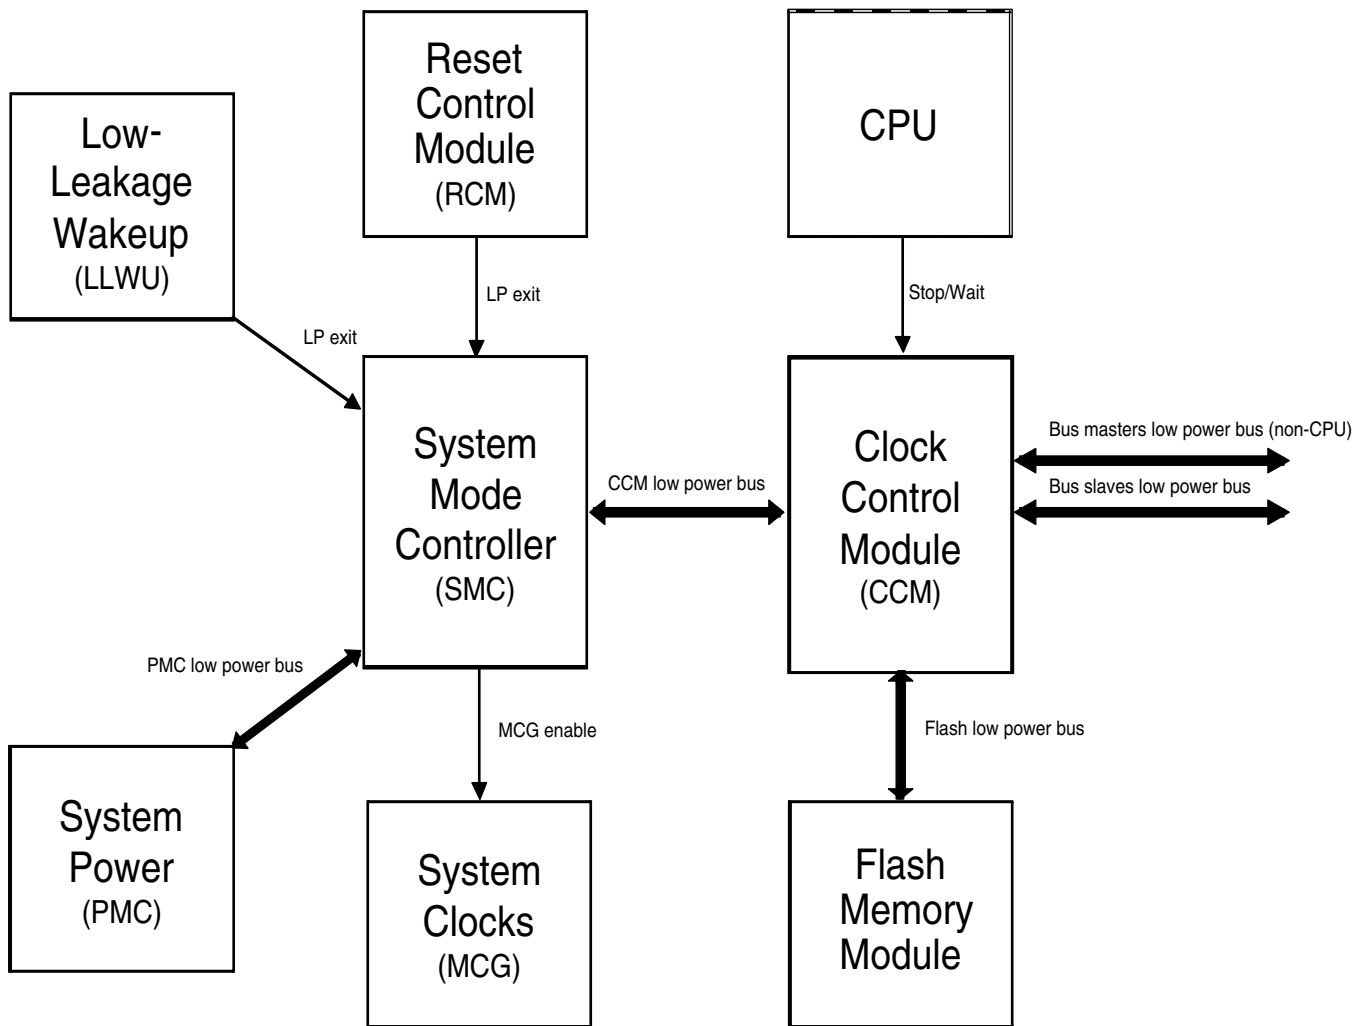 Reset
Control
Module
(RCM)
CPU
Low-
Leakage
Wakeup
(LLWU)
LP exit
Stop/Wait
LP exit
System
Mode
Controller
(SMC)
CCM low power bus
Clock
Control
Module
(CCM)
Bus masters low power bus (non-CPU)
Bus slaves low power bus
PMC low power bus
MCG enable
Flash low power bus
System
Power
(PMC)
System
Clocks
(MCG)
Flash
Memory
Module